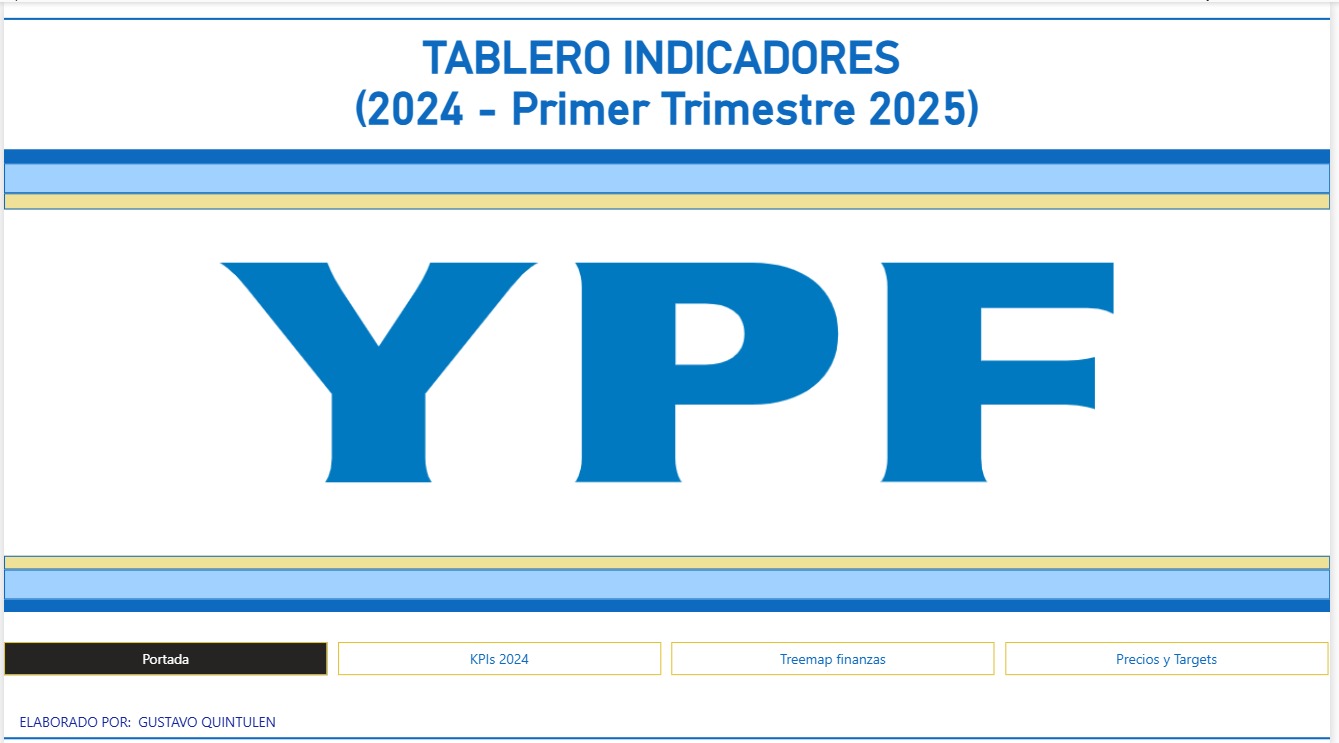 TABLERO INDICADORES
(2024 - Primer Trimestre 2025)
YPF
Portada
KPIs 2024
Treemap finanzas
Precios y Targets
ELABORADO POR: GUSTAVO QUINTULEN